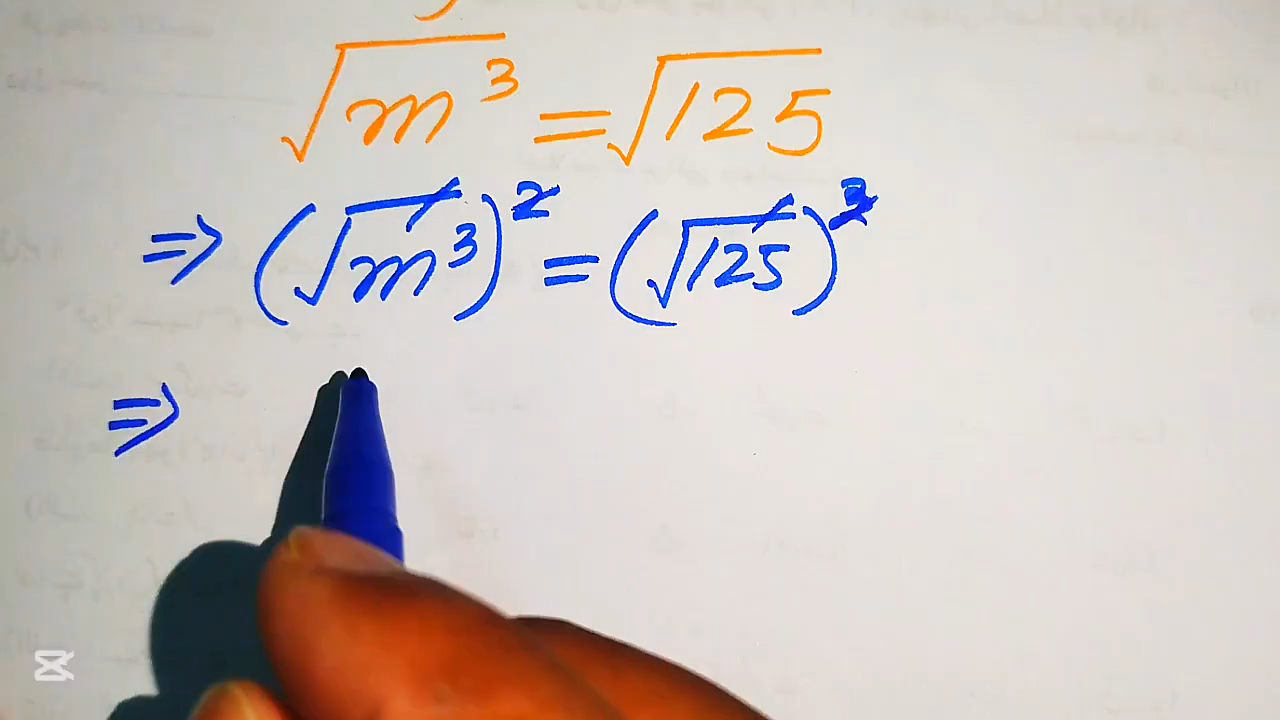 √m³ = √125
⇒ (√m³)² = (√125)²
⇒